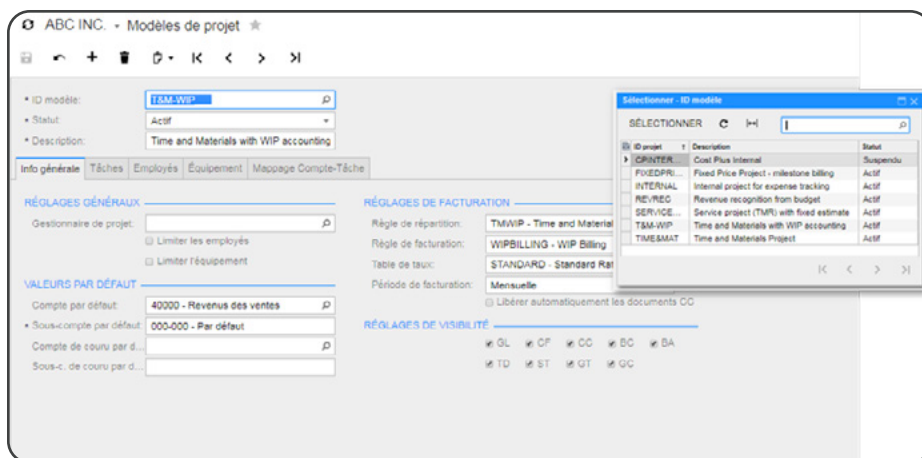 ABC INC. - Modèles de projet
ID modèle: T&M-WIP
Statut: Actif
Description: Time and Materials with WIP accounting
Info générale Tâches Employés Équipement Mappage Compte-Tâche
RÉGLAGES GÉNÉRAUX
Gestionnaire de projet:
Limiter les employés
Limiter l'équipement
VALEURS PAR DÉFAUT
Compte par défaut: 40000 - Revenus des ventes
Sous-compte par défaut: 000-000 - Par défaut
Compte de couru par d...
Sous-c. de couru par d...
RÉGLAGES DE FACTURATION
Règle de répartition: TMWIP - Time and Material
Règle de facturation: WIPBILLING - WIP Billing
Table de taux: STANDARD - Standard Rat
Période de facturation: Mensuelle
Libérer automatiquement les documents CC
RÉGLAGES DE VISIBILITÉ
GL CF CC BC BA
TD ST GT GC
Sélectionner - ID modèle
SÉLECTIONNER
ID projet Description Statut
CPINTER... Cost Plus Internal Suspendu
FIXEDPRI... Fixed Price Project - milestone billing Actif
INTERNAL Internal project for expense tracking Actif
REVREC Revenue recognition from budget Actif
SERVICE... Service project (TMR) with fixed estimate Actif
T&M-WIP Time and Materials with WIP accounting Actif
TIME&MAT Time and Materials Project Actif